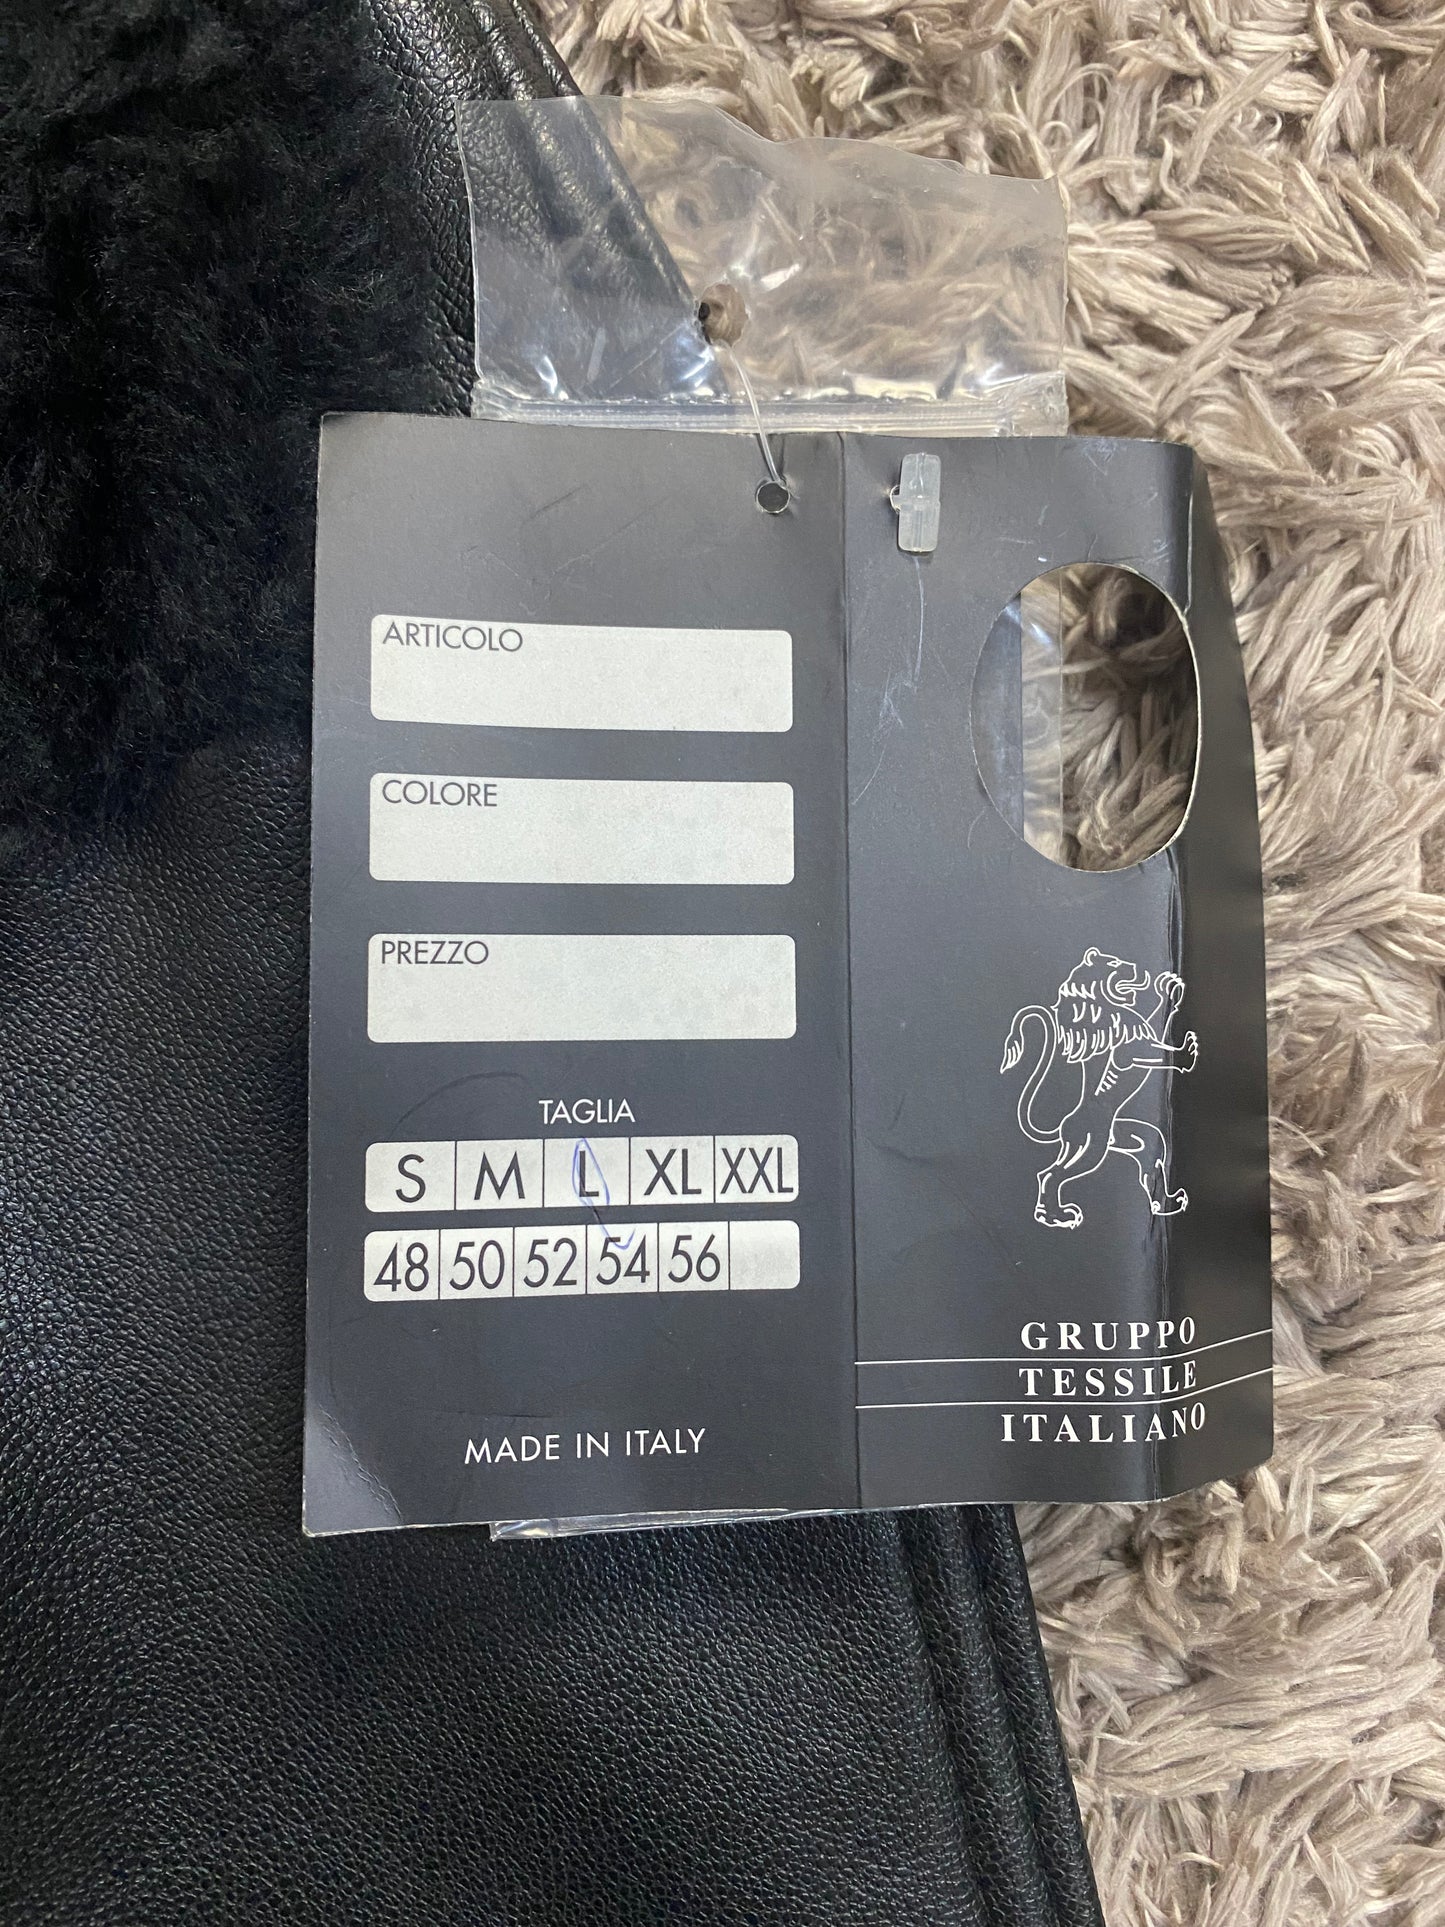 ARTICOLO
COLORE
PREZZO
TAGLIA
S M L XL XXL
48 50 52 54 56
MADE IN ITALY
GRUPPO
TESSILE
ITALIANO